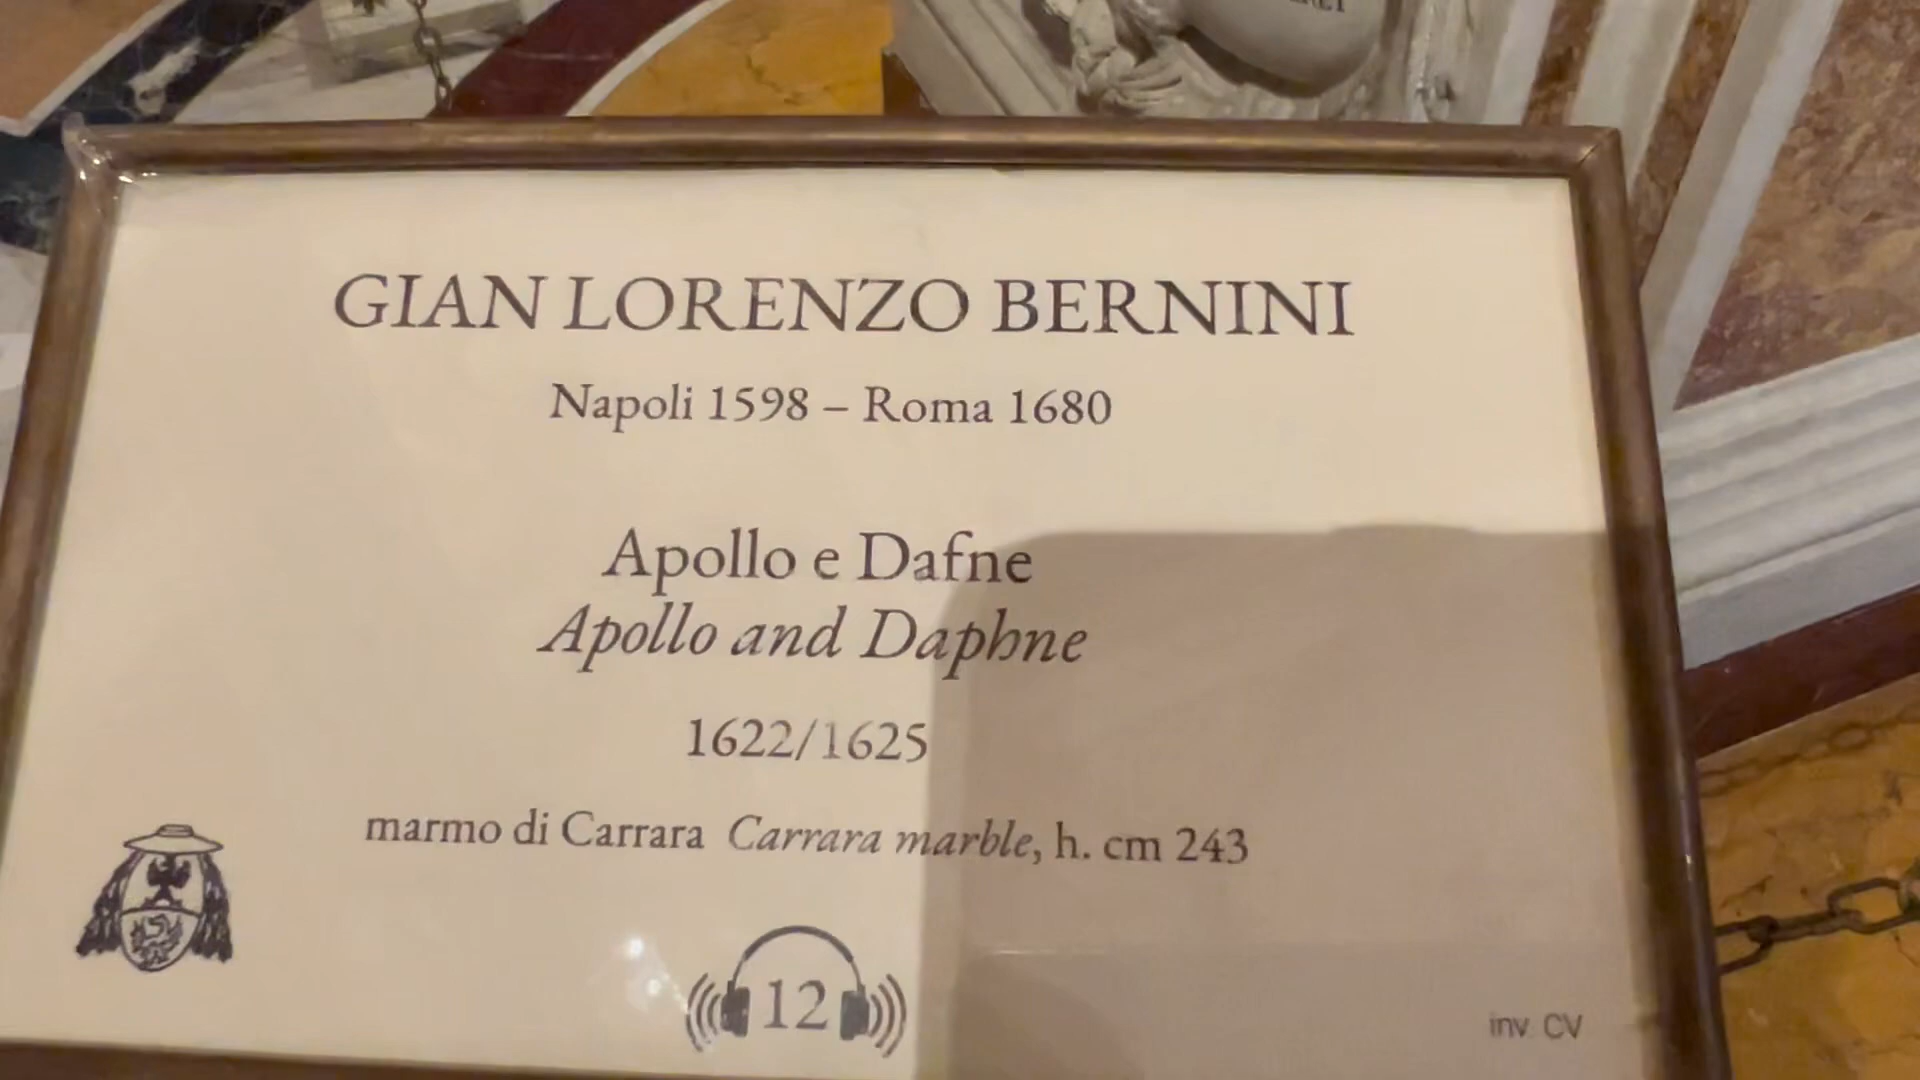 GIAN LORENZO BERNINI
Napoli 1598 – Roma 1680
Apollo e Dafne
Apollo and Daphne
1622/1625
marmo di Carrara Carrara marble, h. cm 243
12
inv. CV